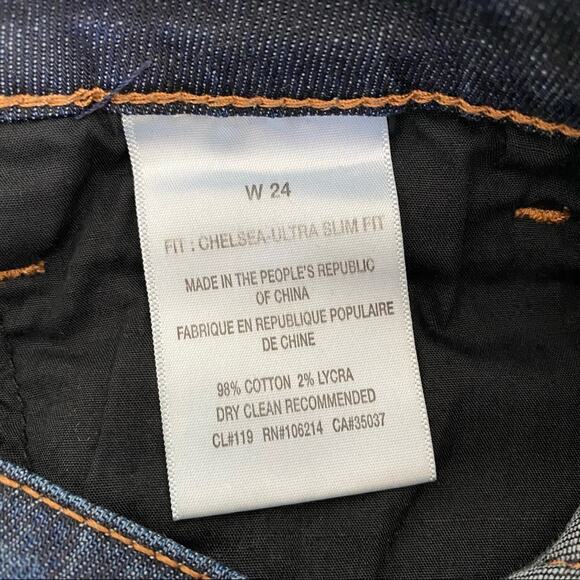 W 24
FIT : CHELSEA-ULTRA SLIM FIT
MADE IN THE PEOPLE'S REPUBLIC
OF CHINA
FABRIQUE EN REPUBLIQUE POPULAIRE
DE CHINE
98% COTTON 2% LYCRA
DRY CLEAN RECOMMENDED
CL#119 RN#106214 CA#35037